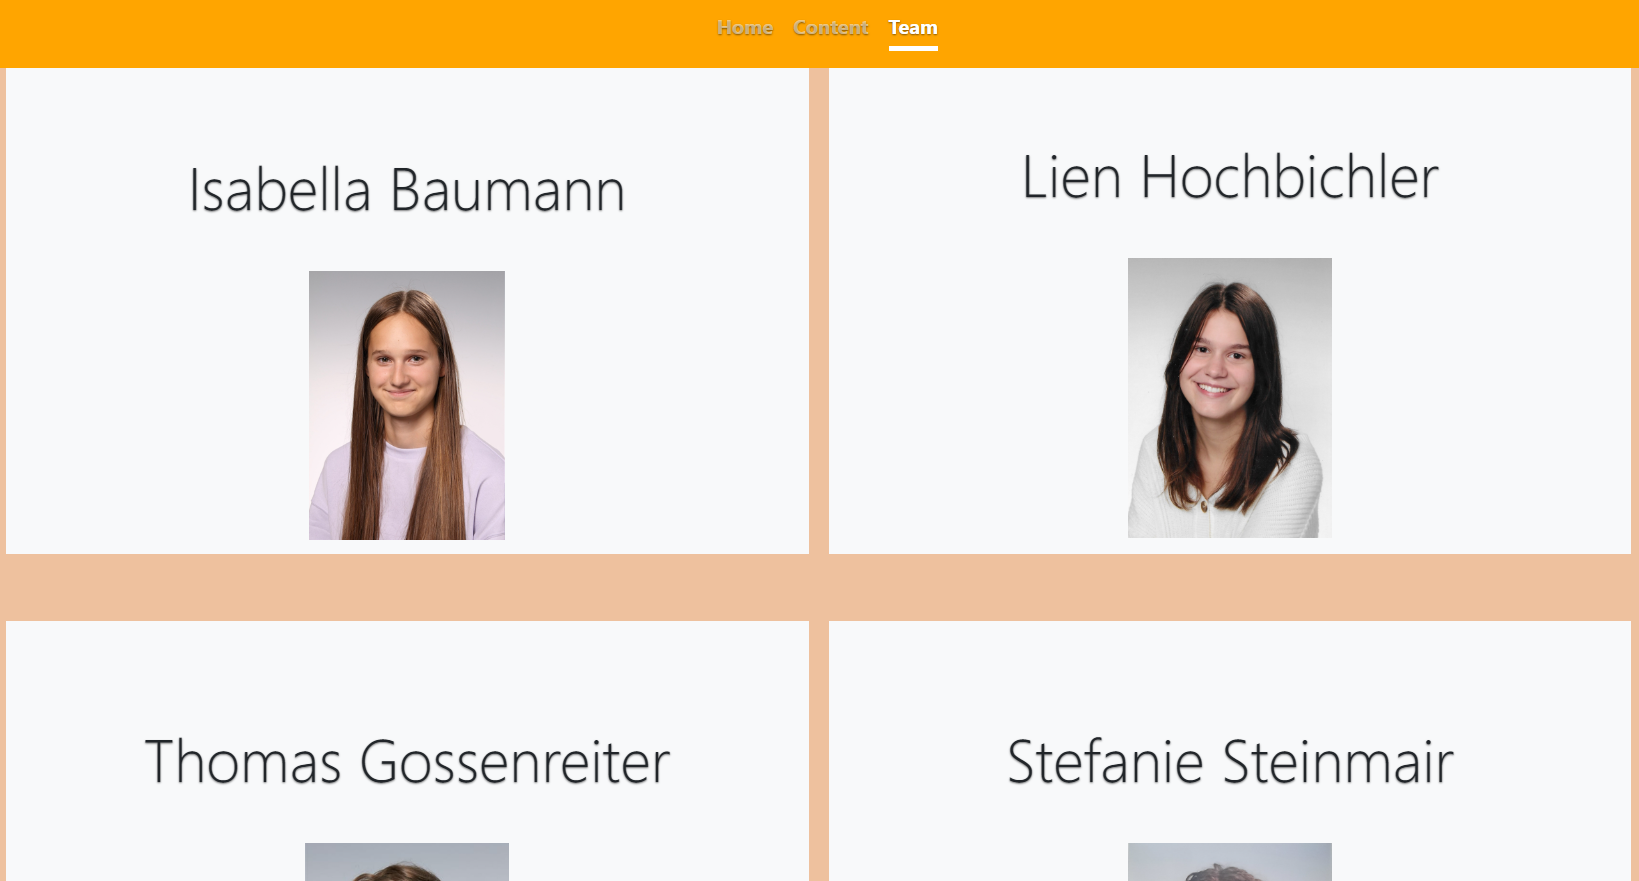 Home Content Team
Isabella Baumann
Lien Hochbichler
Thomas Gossenreiter
Stefanie Steinmair